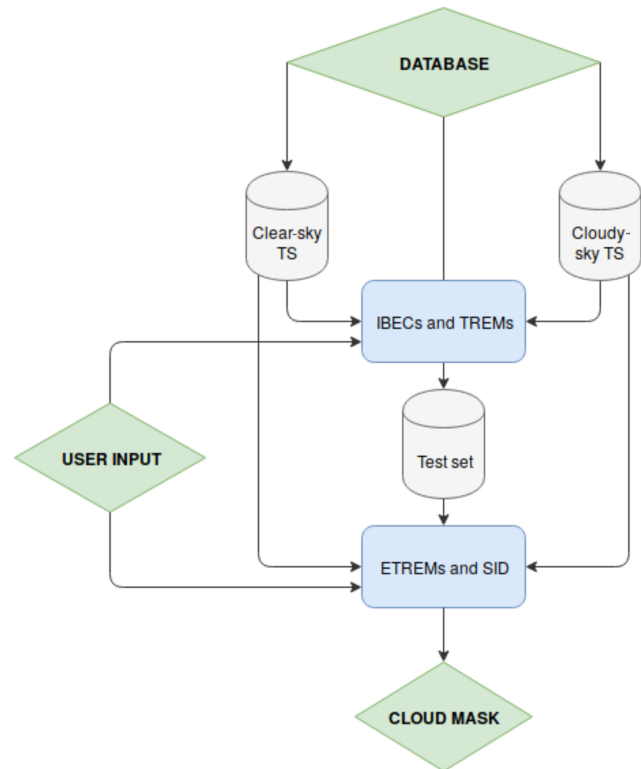 DATABASE
Clear-sky
TS
Cloudy-
sky TS
IBECs and TREMs
USER INPUT
Test set
ETREMs and SID
CLOUD MASK